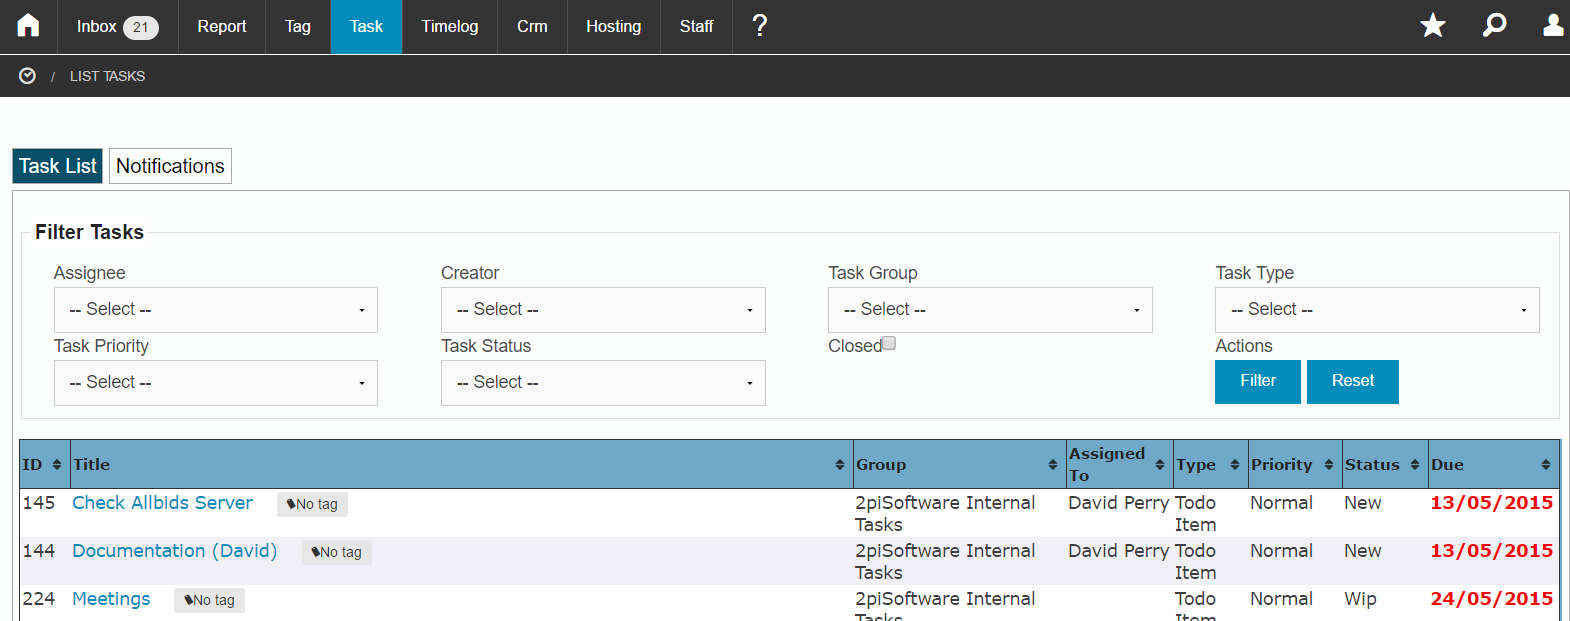 Inbox 21 Report Tag Task Timelog Crm Hosting Staff ?
/ LIST TASKS
Task List Notifications
Filter Tasks
Assignee Creator Task Group Task Type
-- Select -- -- Select -- -- Select -- -- Select --
Task Priority Task Status Closed Actions
-- Select -- -- Select -- Filter Reset
ID Title Group Assigned To Type Priority Status Due
145 Check Allbids Server No tag 2piSoftware Internal Tasks David Perry Todo Item Normal New 13/05/2015
144 Documentation (David) No tag 2piSoftware Internal Tasks David Perry Todo Item Normal New 13/05/2015
224 Meetings No tag 2piSoftware Internal Tasks Todo Item Normal Wip 24/05/2015